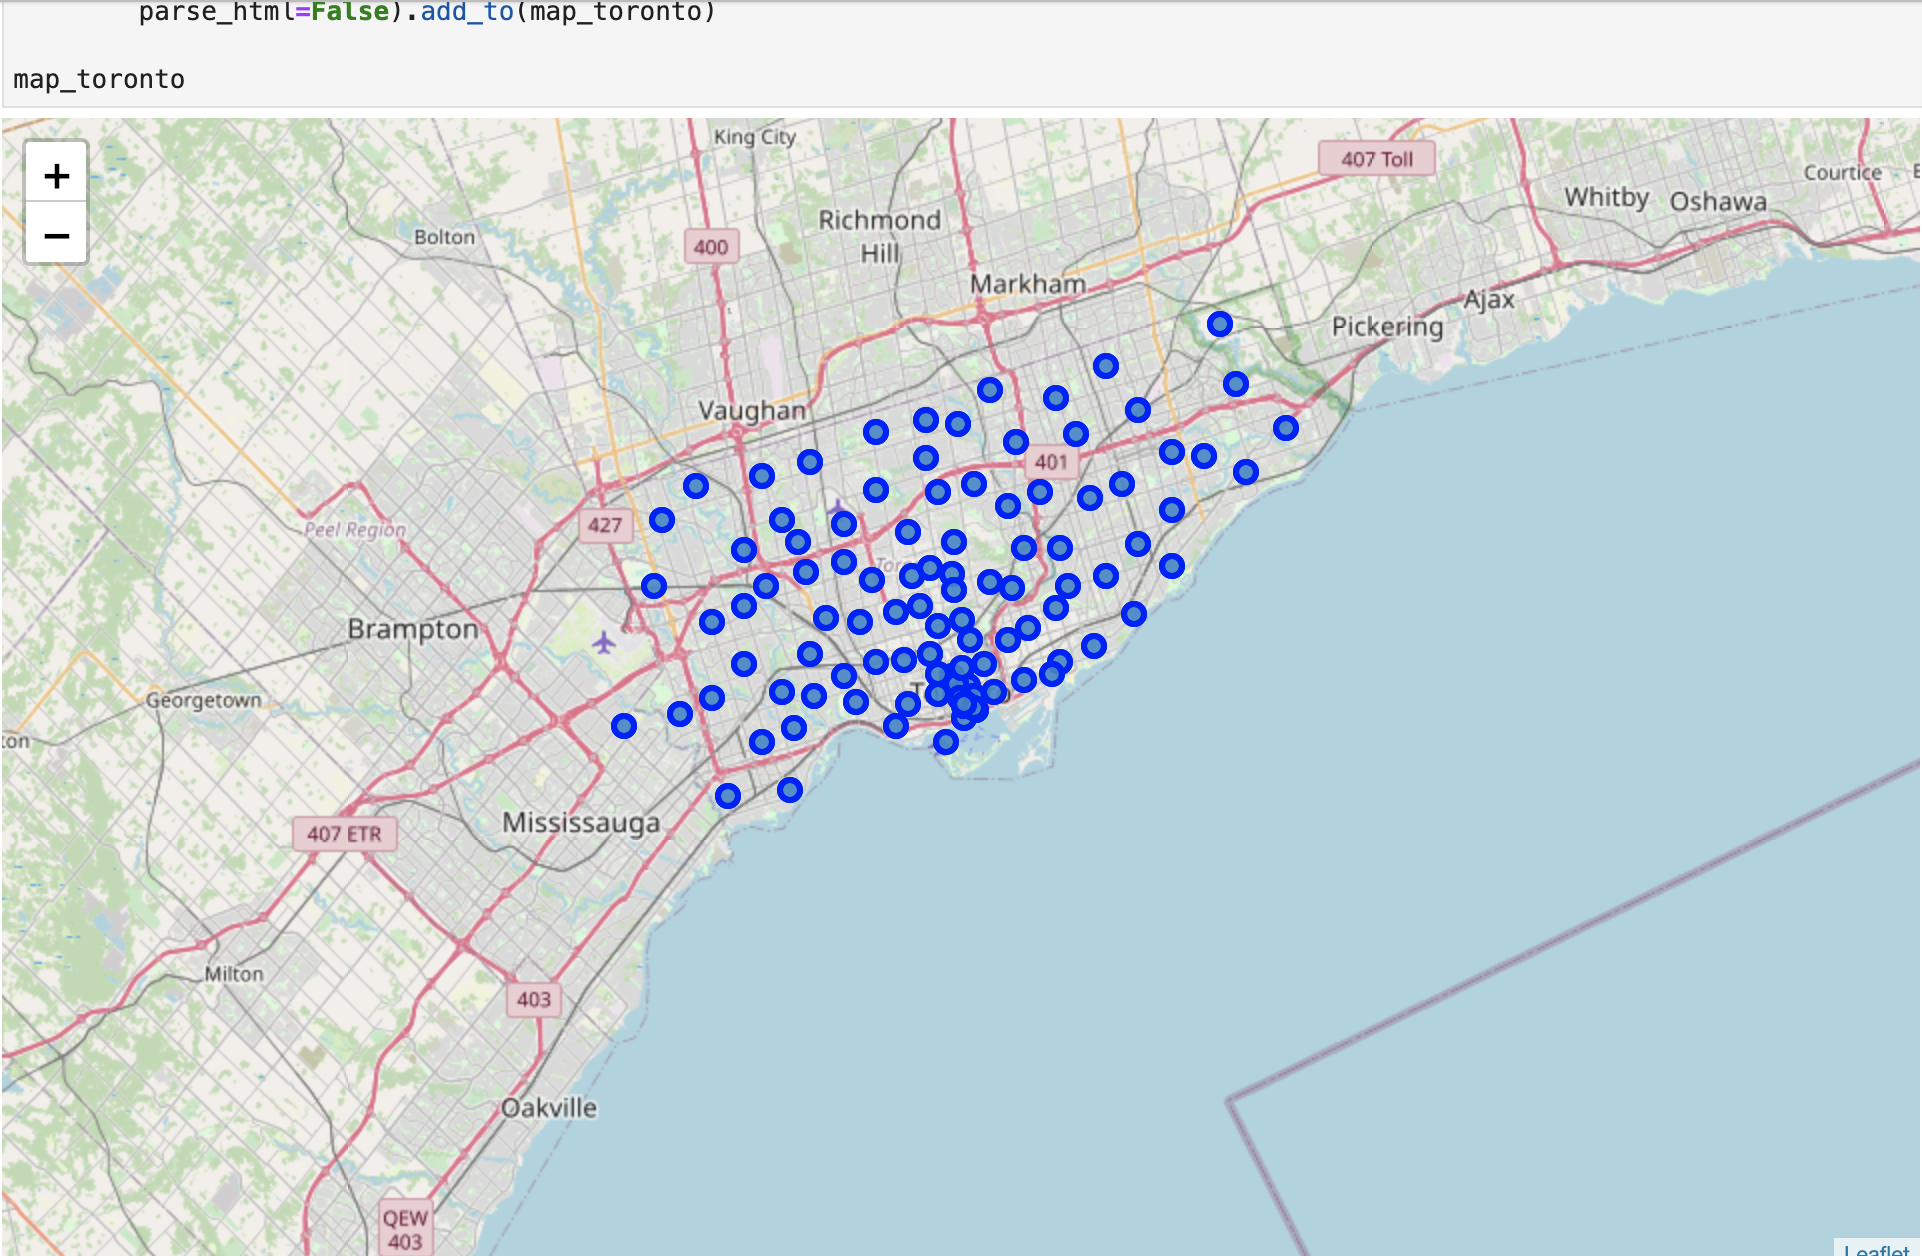 parse_html=False).add_to(map_toronto)
map_toronto
+
−
King City
407 Toll
Courtice
Whitby
Oshawa
Richmond
Hill
Bolton
400
Markham
Ajax
Pickering
Vaughan
401
427
Peel Region
Brampton
Georgetown
Mississauga
407 ETR
Milton
403
Oakville
QEW
403
Leaflet